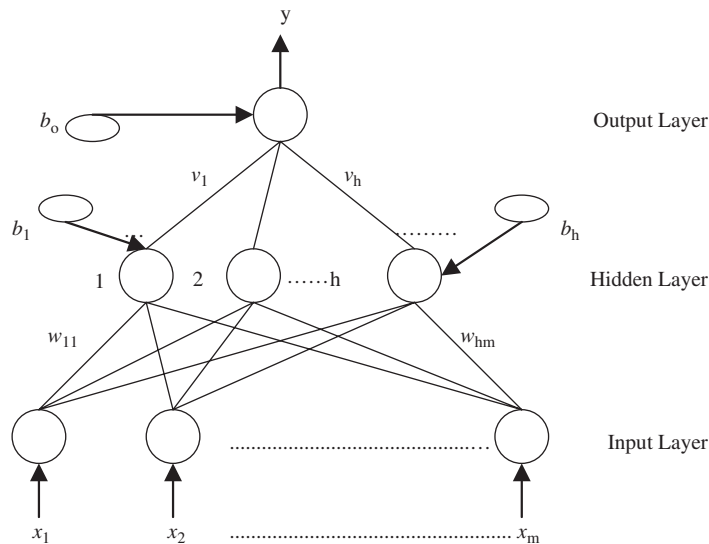 y
b_o
Output Layer
v_1 v_h
b_1 ... ........ b_h
1 2 ......h Hidden Layer
w_11 w_hm
Input Layer
x_1 x_2 x_m